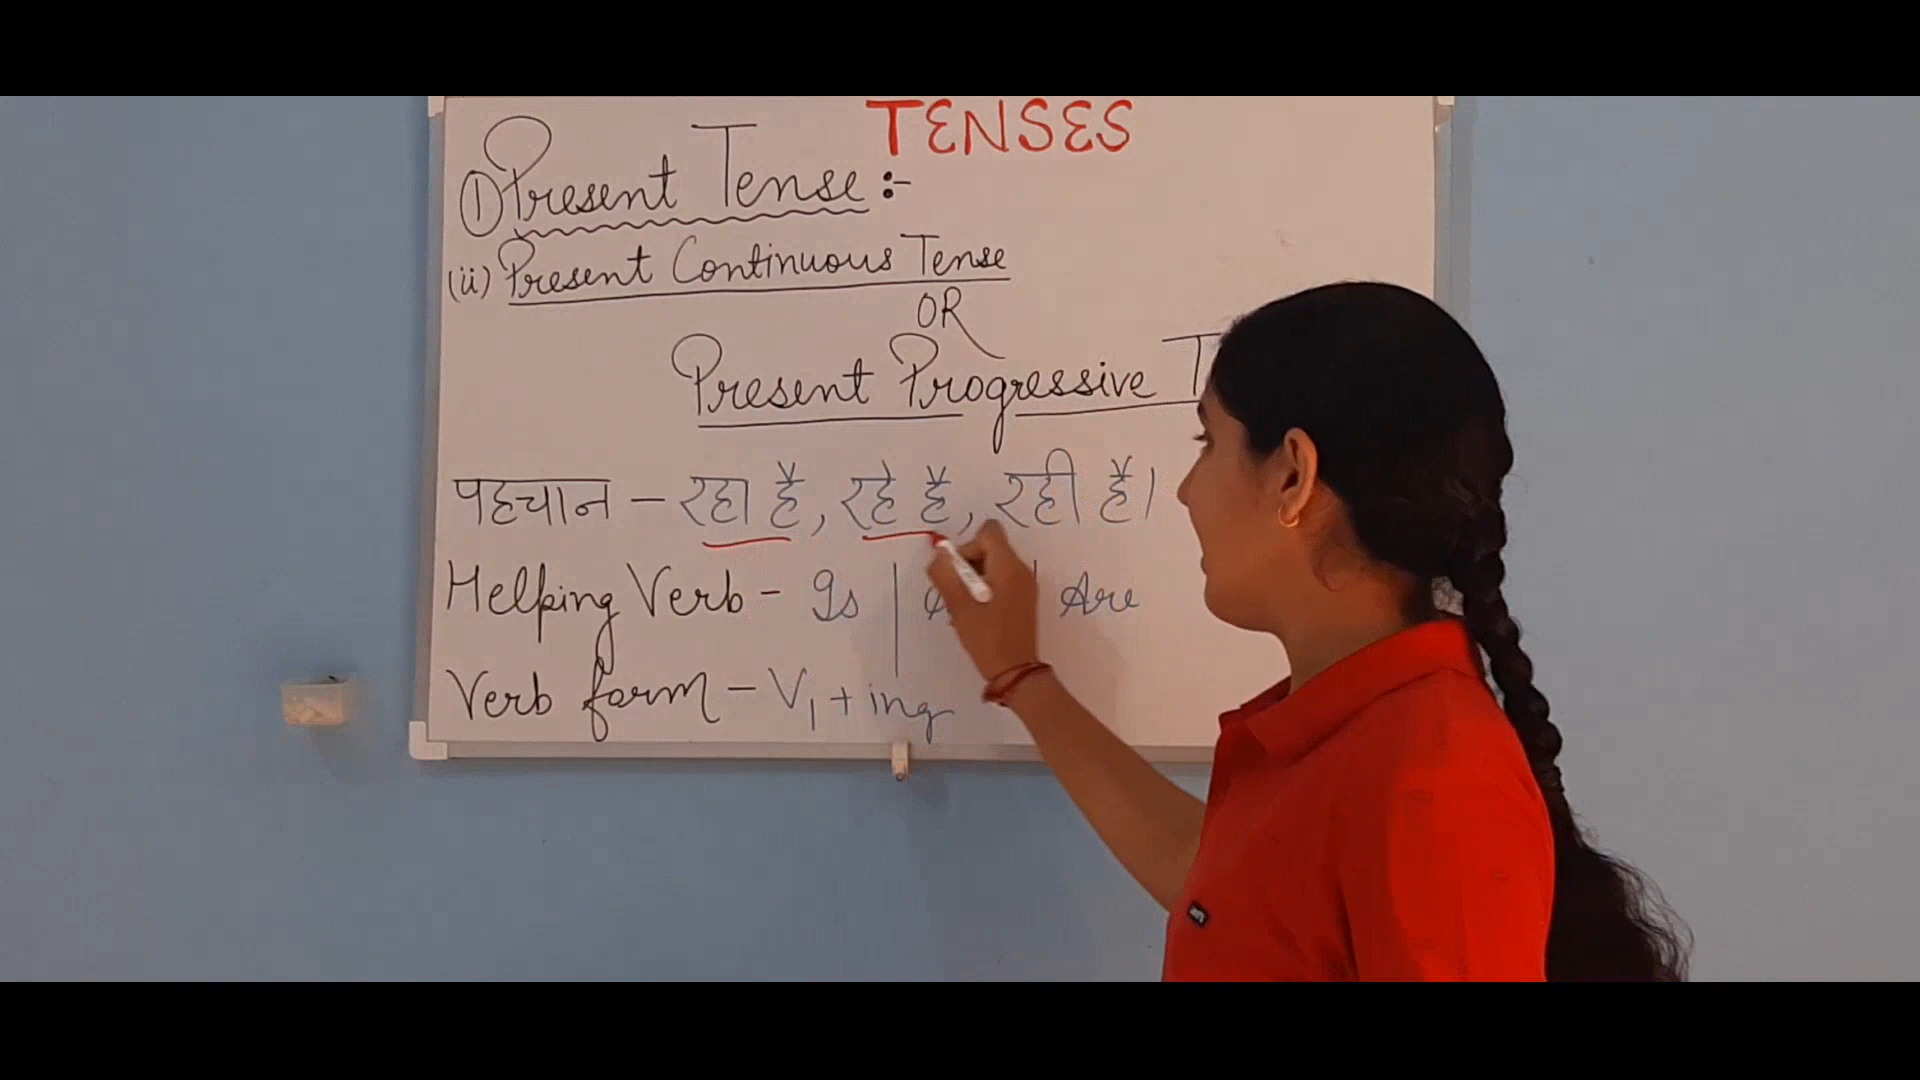 TENSES
① Present Tense :-
(ii) Present Continuous Tense
OR
Present Progressive
पहचान - रहा है, रहे हैं, रही है।
Helping Verb - Is | | Are
Verb form - V₁ + ing